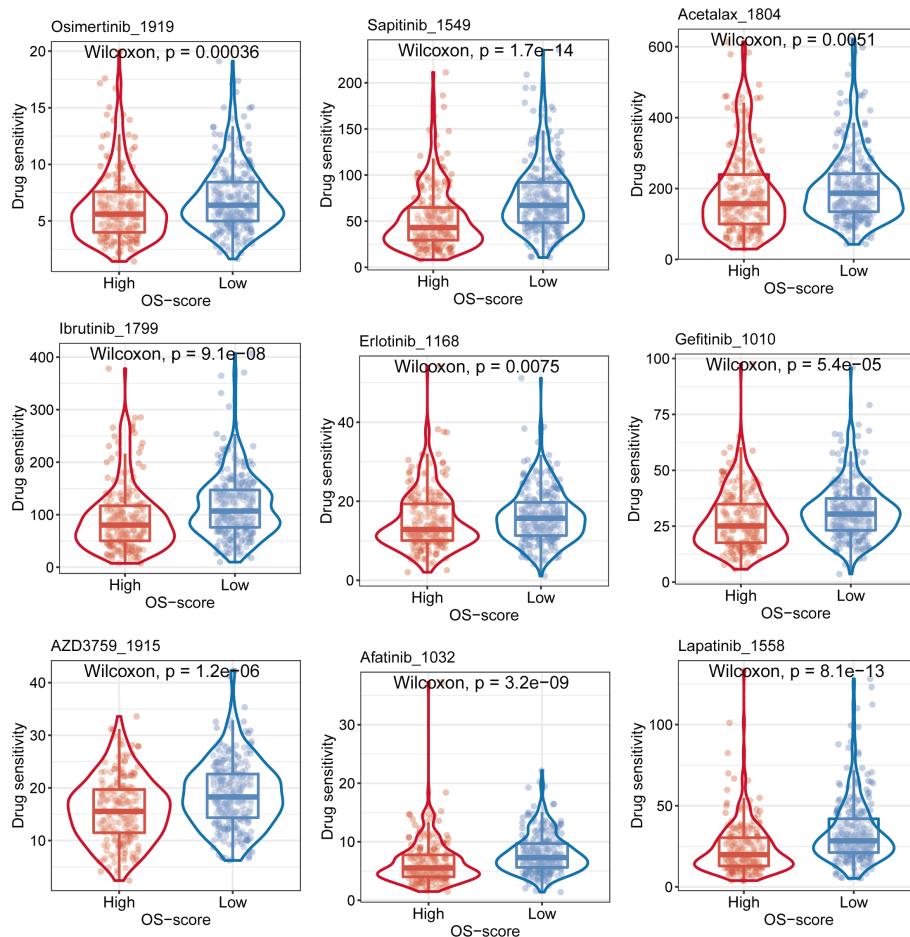 Osimertinib_1919
Wilcoxon, p = 0.00036
20
15
10
5
Drug sensitivity
High
Low
OS−score
Sapitinib_1549
Wilcoxon, p = 1.7e−14
200
150
100
50
0
Drug sensitivity
High
Low
OS−score
Acetalax_1804
Wilcoxon, p = 0.0051
600
400
200
0
Drug sensitivity
High
Low
OS−score
Ibrutinib_1799
Wilcoxon, p = 9.1e−08
400
300
200
100
0
Drug sensitivity
High
Low
OS−score
Erlotinib_1168
Wilcoxon, p = 0.0075
40
20
0
Drug sensitivity
High
Low
OS−score
Gefitinib_1010
Wilcoxon, p = 5.4e−05
100
75
50
25
0
Drug sensitivity
High
Low
OS−score
AZD3759_1915
Wilcoxon, p = 1.2e−06
40
30
20
10
Drug sensitivity
High
Low
OS−score
Afatinib_1032
Wilcoxon, p = 3.2e−09
30
20
10
0
Drug sensitivity
High
Low
OS−score
Lapatinib_1558
Wilcoxon, p = 8.1e−13
100
50
0
Drug sensitivity
High
Low
OS−score